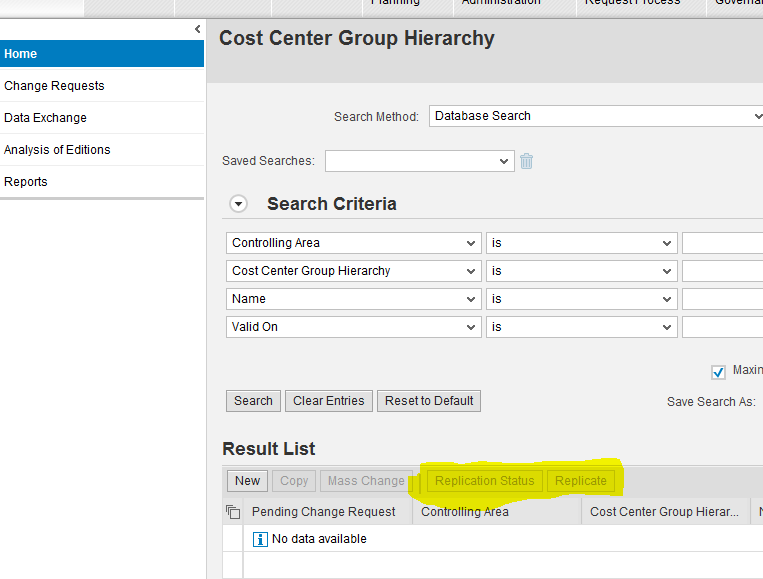 Planning Administration Request Process
Cost Center Group Hierarchy
Home
Change Requests
Data Exchange
Analysis of Editions
Reports
Search Method: Database Search
Saved Searches:
Search Criteria
Controlling Area is
Cost Center Group Hierarchy is
Name is
Valid On is
Search Clear Entries Reset to Default
Save Search As:
Result List
New Copy Mass Change Replication Status Replicate
Pending Change Request Controlling Area Cost Center Group Hierar...
No data available